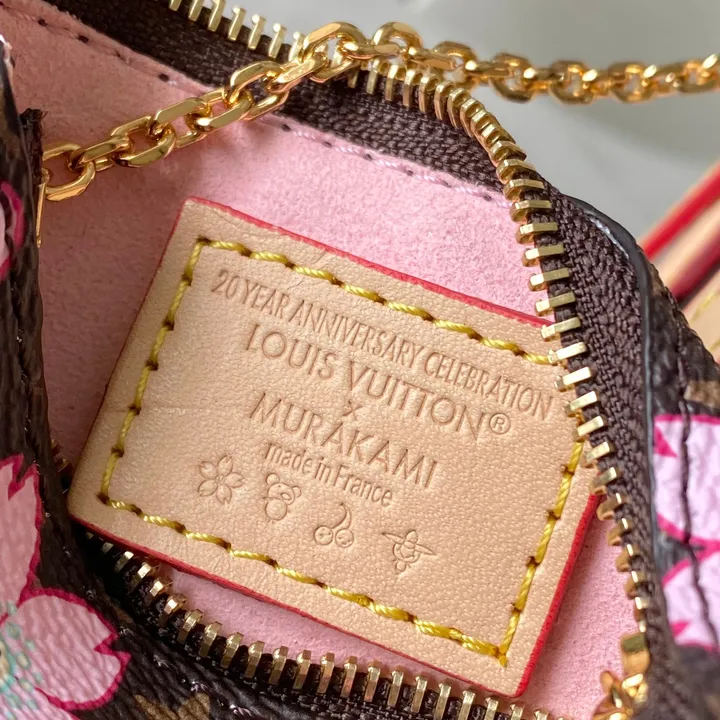 20 YEAR ANNIVERSARY CELEBRATION
LOUIS VUITTON®
×
MURAKAMI
made in France